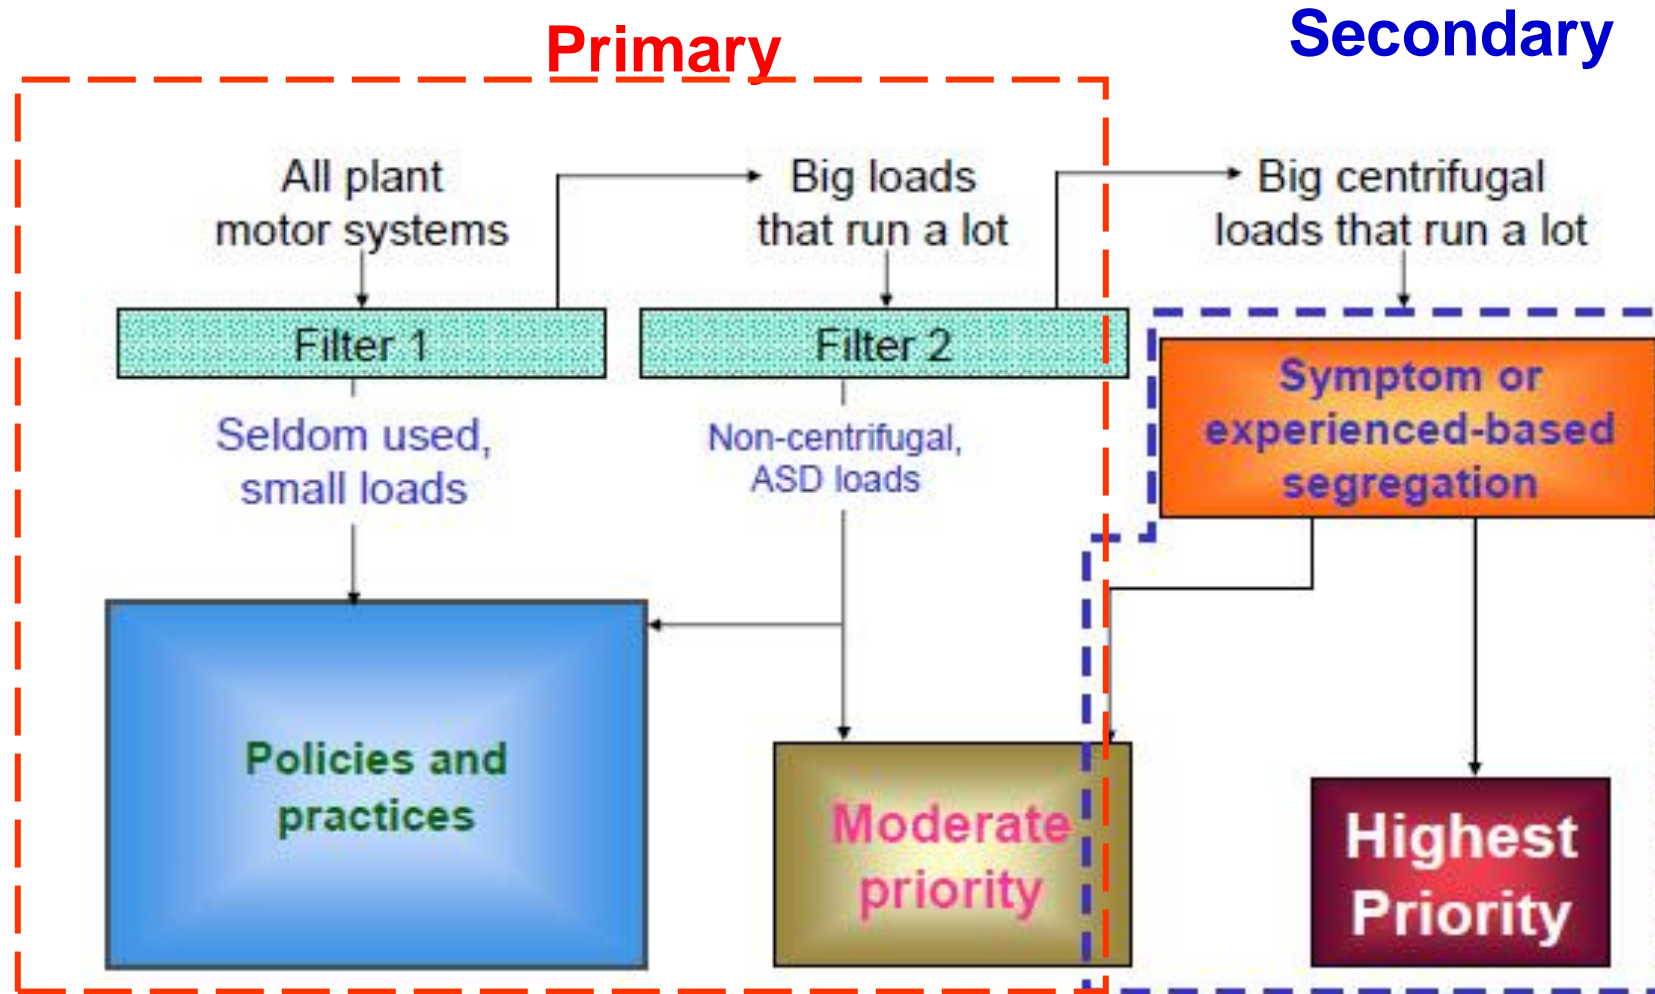 Primary
Secondary
All plant
motor systems
Big loads
that run a lot
Big centrifugal
loads that run a lot
Filter 1
Filter 2
Symptom or
experienced-based
segregation
Seldom used,
small loads
Non-centrifugal,
ASD loads
Policies and
practices
Moderate
priority
Highest
Priority